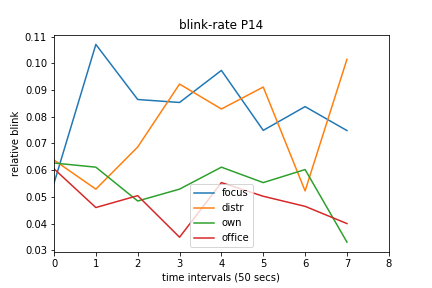 blink-rate P14
0.11
0.10
0.09
0.08
0.07
0.06
0.05
0.04
0.03
relative blink
focus
distr
own
office
0 1 2 3 4 5 6 7 8
time intervals (50 secs)